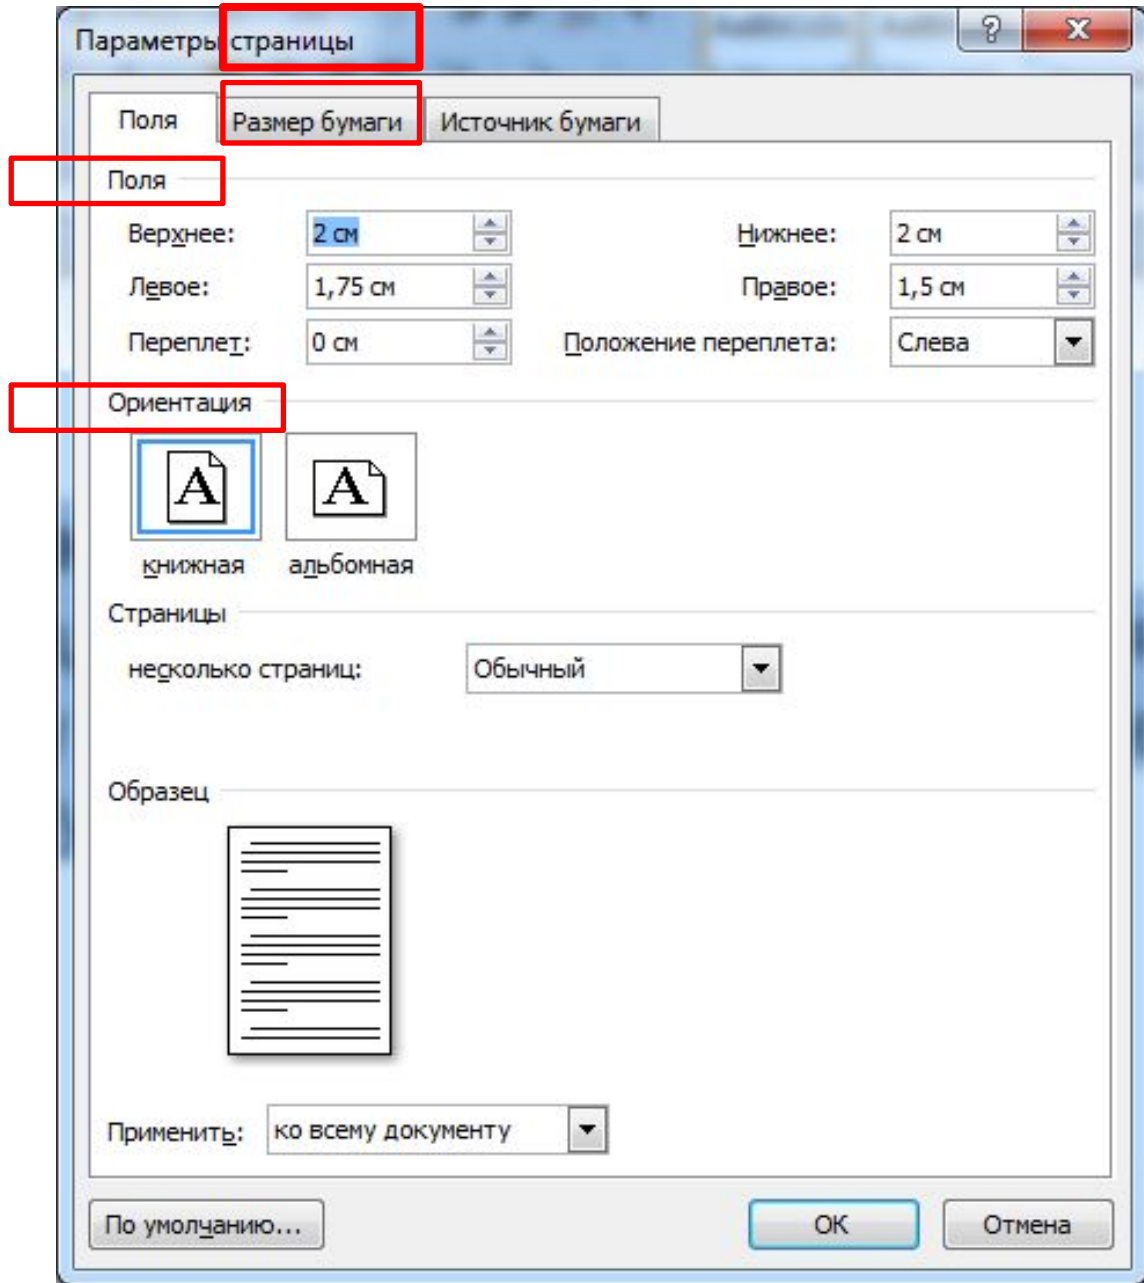 Параметры страницы
Поля Размер бумаги Источник бумаги
Поля
Верхнее: 2 см Нижнее: 2 см
Левое: 1,75 см Правое: 1,5 см
Переплет: 0 см Положение переплета: Слева
Ориентация
A A
книжная альбомная
Страницы
несколько страниц: Обычный
Образец
Применить: ко всему документу
По умолчанию... ОК Отмена